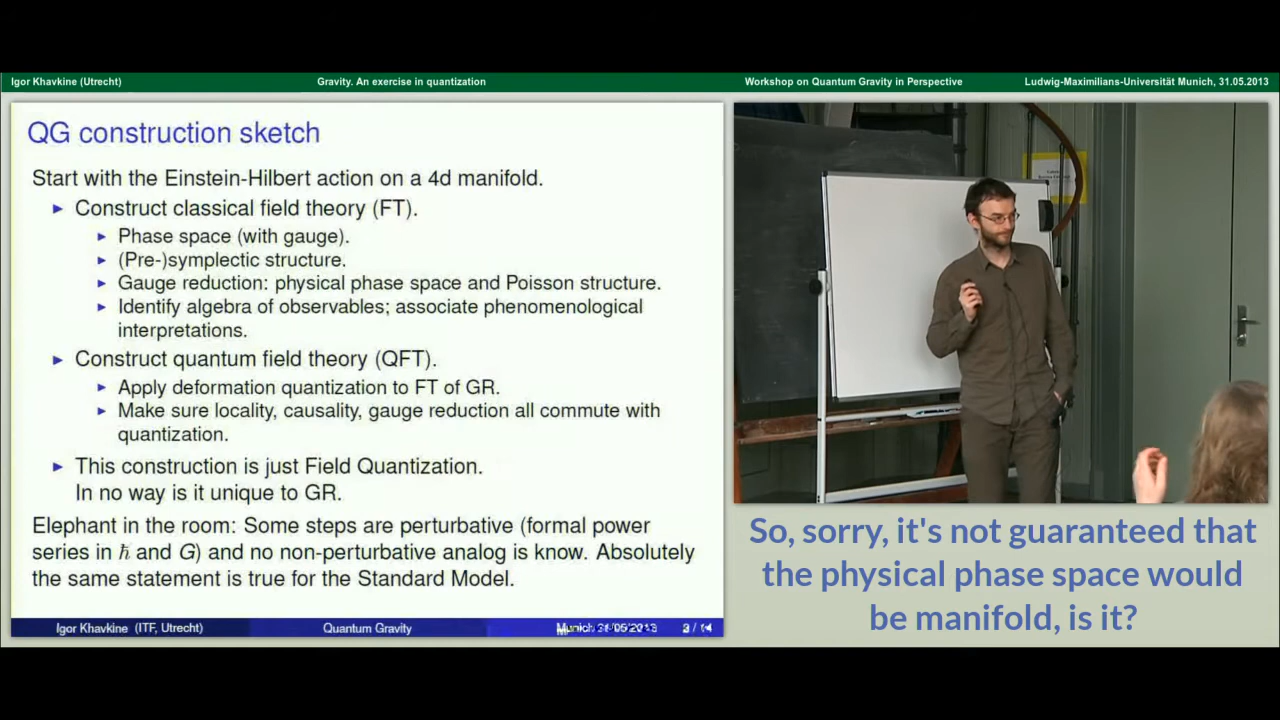 Igor Khavkine (Utrecht) Gravity. An exercise in quantization Workshop on Quantum Gravity in Perspective Ludwig-Maximilians-Universität Munich, 31.05.2013
QG construction sketch
Start with the Einstein-Hilbert action on a 4d manifold.
► Construct classical field theory (FT).
► Phase space (with gauge).
► (Pre-)symplectic structure.
► Gauge reduction: physical phase space and Poisson structure.
► Identify algebra of observables; associate phenomenological
interpretations.
► Construct quantum field theory (QFT).
► Apply deformation quantization to FT of GR.
► Make sure locality, causality, gauge reduction all commute with
quantization.
► This construction is just Field Quantization.
In no way is it unique to GR.
Elephant in the room: Some steps are perturbative (formal power
series in ℏ and G) and no non-perturbative analog is know. Absolutely
the same statement is true for the Standard Model.
Igor Khavkine (ITF, Utrecht) Quantum Gravity Munich 31/05/2013 / 14
So, sorry, it's not guaranteed that
the physical phase space would
be manifold, is it?